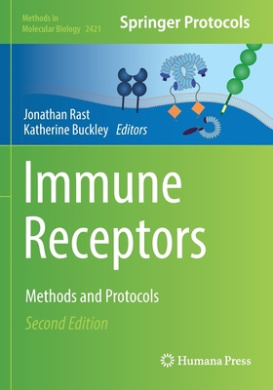 Methods in
Molecular Biology 2421
Springer Protocols
Jonathan Rast
Katherine Buckley Editors
Immune
Receptors
Methods and Protocols
Second Edition
Humana Press